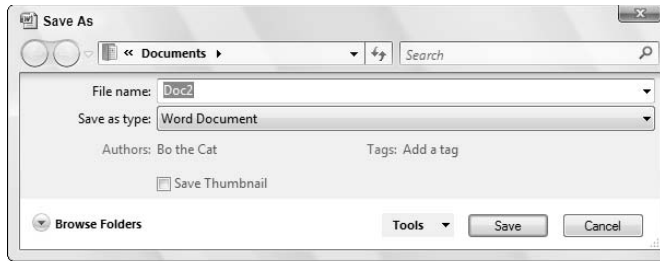 Save As
« Documents Search
File name: Doc2
Save as type: Word Document
Authors: Bo the Cat Tags: Add a tag
Save Thumbnail
Browse Folders Tools Save Cancel